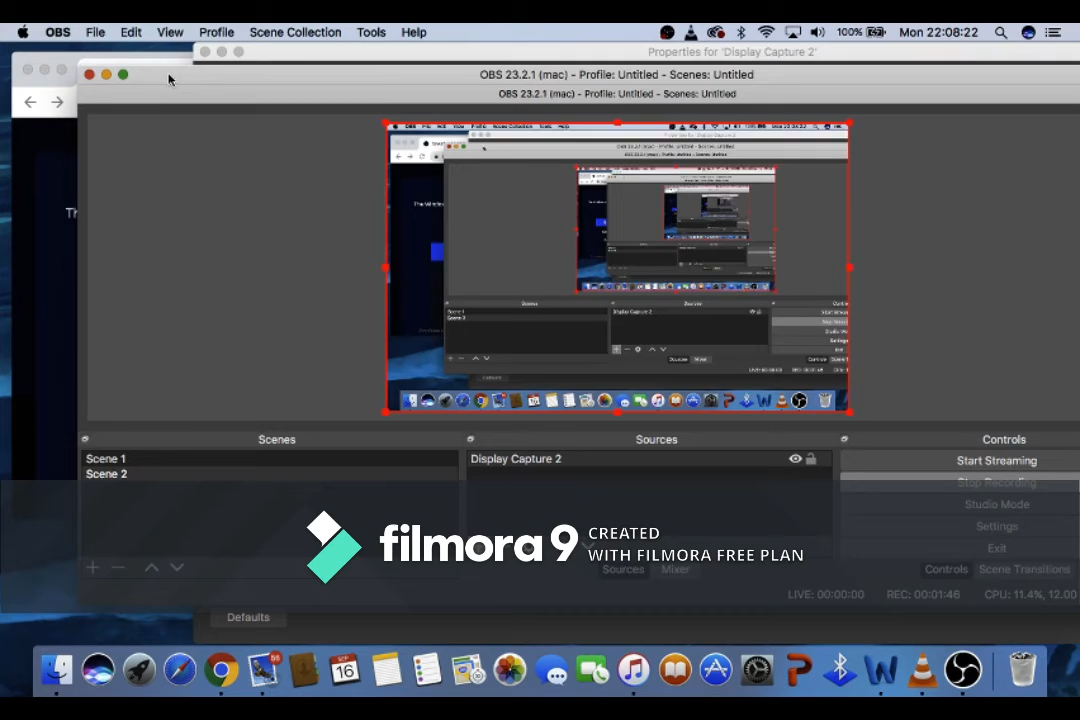 OBS File Edit View Profile Scene Collection Tools Help 100% Mon 22:08:22
Properties for 'Display Capture 2'
OBS 23.2.1 (mac) - Profile: Untitled - Scenes: Untitled
OBS 23.2.1 (mac) - Profile: Untitled - Scenes: Untitled
Th
Scenes Sources Controls
Scene 1 Display Capture 2 Start Streaming
Scene 2
Stop Recording
Studio Mode
Settings
Exit
filmora9 CREATED
WITH FILMORA FREE PLAN
Sources Mixer Controls Scene Transitions
LIVE: 00:00:00 REC: 00:01:46 CPU: 11.4%, 12.00
Defaults
SEP
16
56